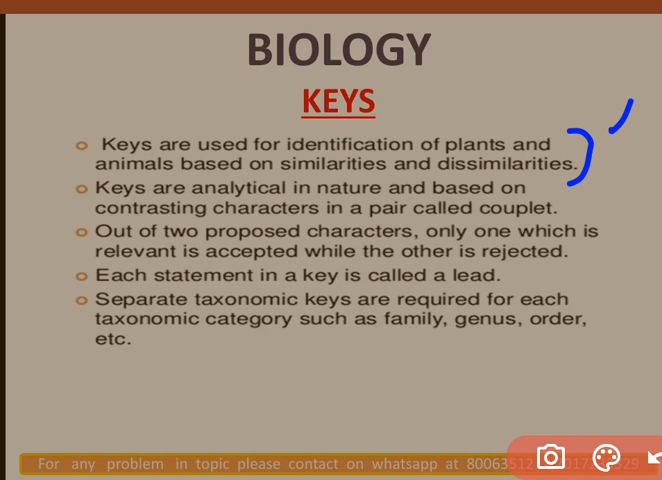 BIOLOGY
KEYS
Keys are used for identification of plants and
animals based on similarities and dissimilarities.
Keys are analytical in nature and based on
contrasting characters in a pair called couplet.
Out of two proposed characters, only one which is
relevant is accepted while the other is rejected.
Each statement in a key is called a lead.
Separate taxonomic keys are required for each
taxonomic category such as family, genus, order,
etc.
For any problem in topic please contact on whatsapp at